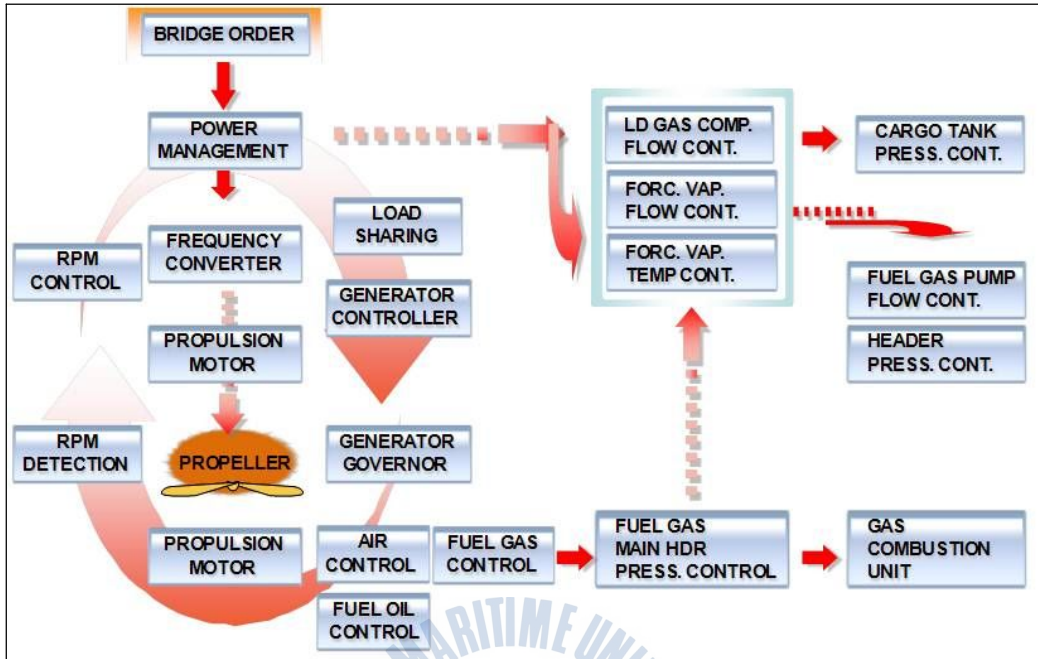 BRIDGE ORDER
POWER
MANAGEMENT
LD GAS COMP.
FLOW CONT.
CARGO TANK
PRESS. CONT.
FORC. VAP.
FLOW CONT.
LOAD
SHARING
FREQUENCY
CONVERTER
RPM
CONTROL
FORC. VAP.
TEMP CONT.
FUEL GAS PUMP
FLOW CONT.
GENERATOR
CONTROLLER
PROPULSION
MOTOR
HEADER
PRESS. CONT.
RPM
DETECTION
PROPELLER
GENERATOR
GOVERNOR
PROPULSION
MOTOR
AIR
CONTROL
FUEL GAS
CONTROL
FUEL GAS
MAIN HDR
PRESS. CONTROL
GAS
COMBUSTION
UNIT
FUEL OIL
CONTROL
MARITIME UNI